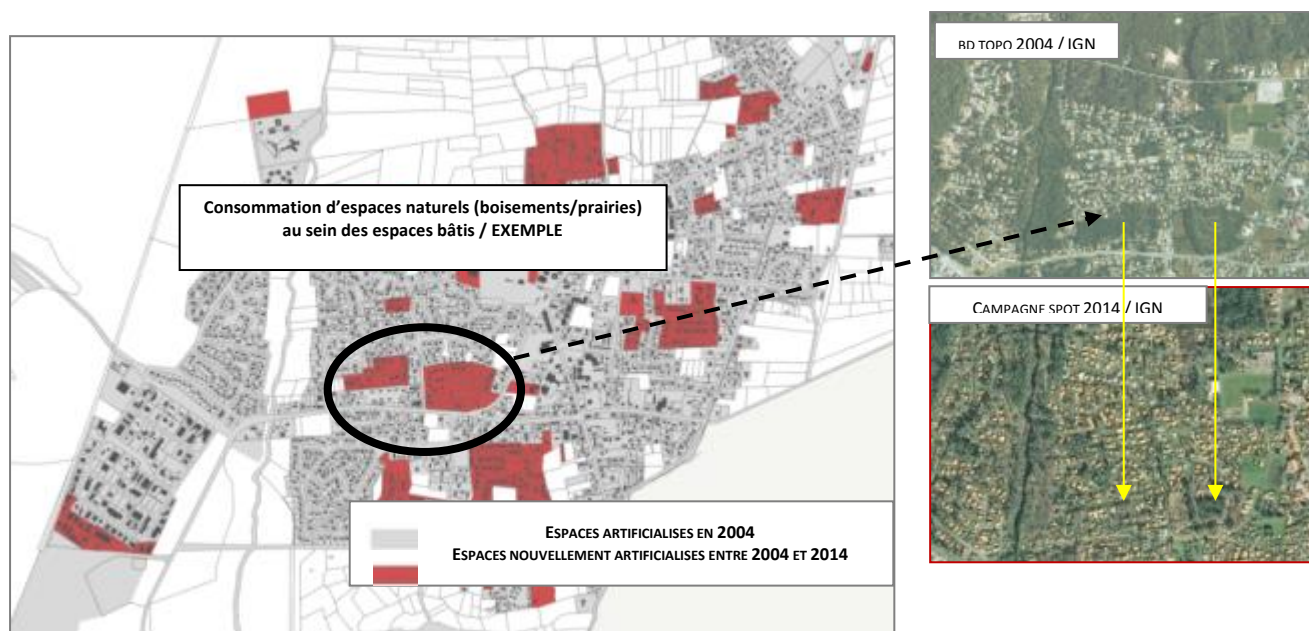 BD TOPO 2004 / IGN
Consommation d’espaces naturels (boisements/prairies)
au sein des espaces bâtis / EXEMPLE
CAMPAGNE SPOT 2014 / IGN
ESPACES ARTIFICIALISES EN 2004
ESPACES NOUVELLEMENT ARTIFICIALISES ENTRE 2004 ET 2014